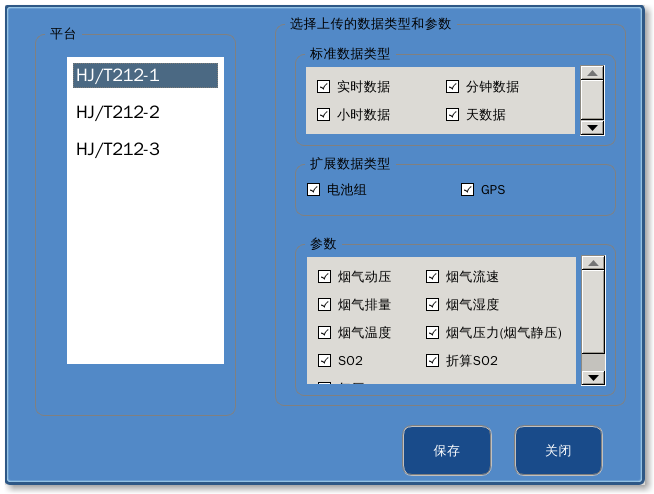 平台
HJ/T212-1
HJ/T212-2
HJ/T212-3
选择上传的数据类型和参数
标准数据类型
实时数据 分钟数据
小时数据 天数据
扩展数据类型
电池组 GPS
参数
烟气动压 烟气流速
烟气排量 烟气湿度
烟气温度 烟气压力(烟气静压)
SO2 折算SO2
保存 关闭